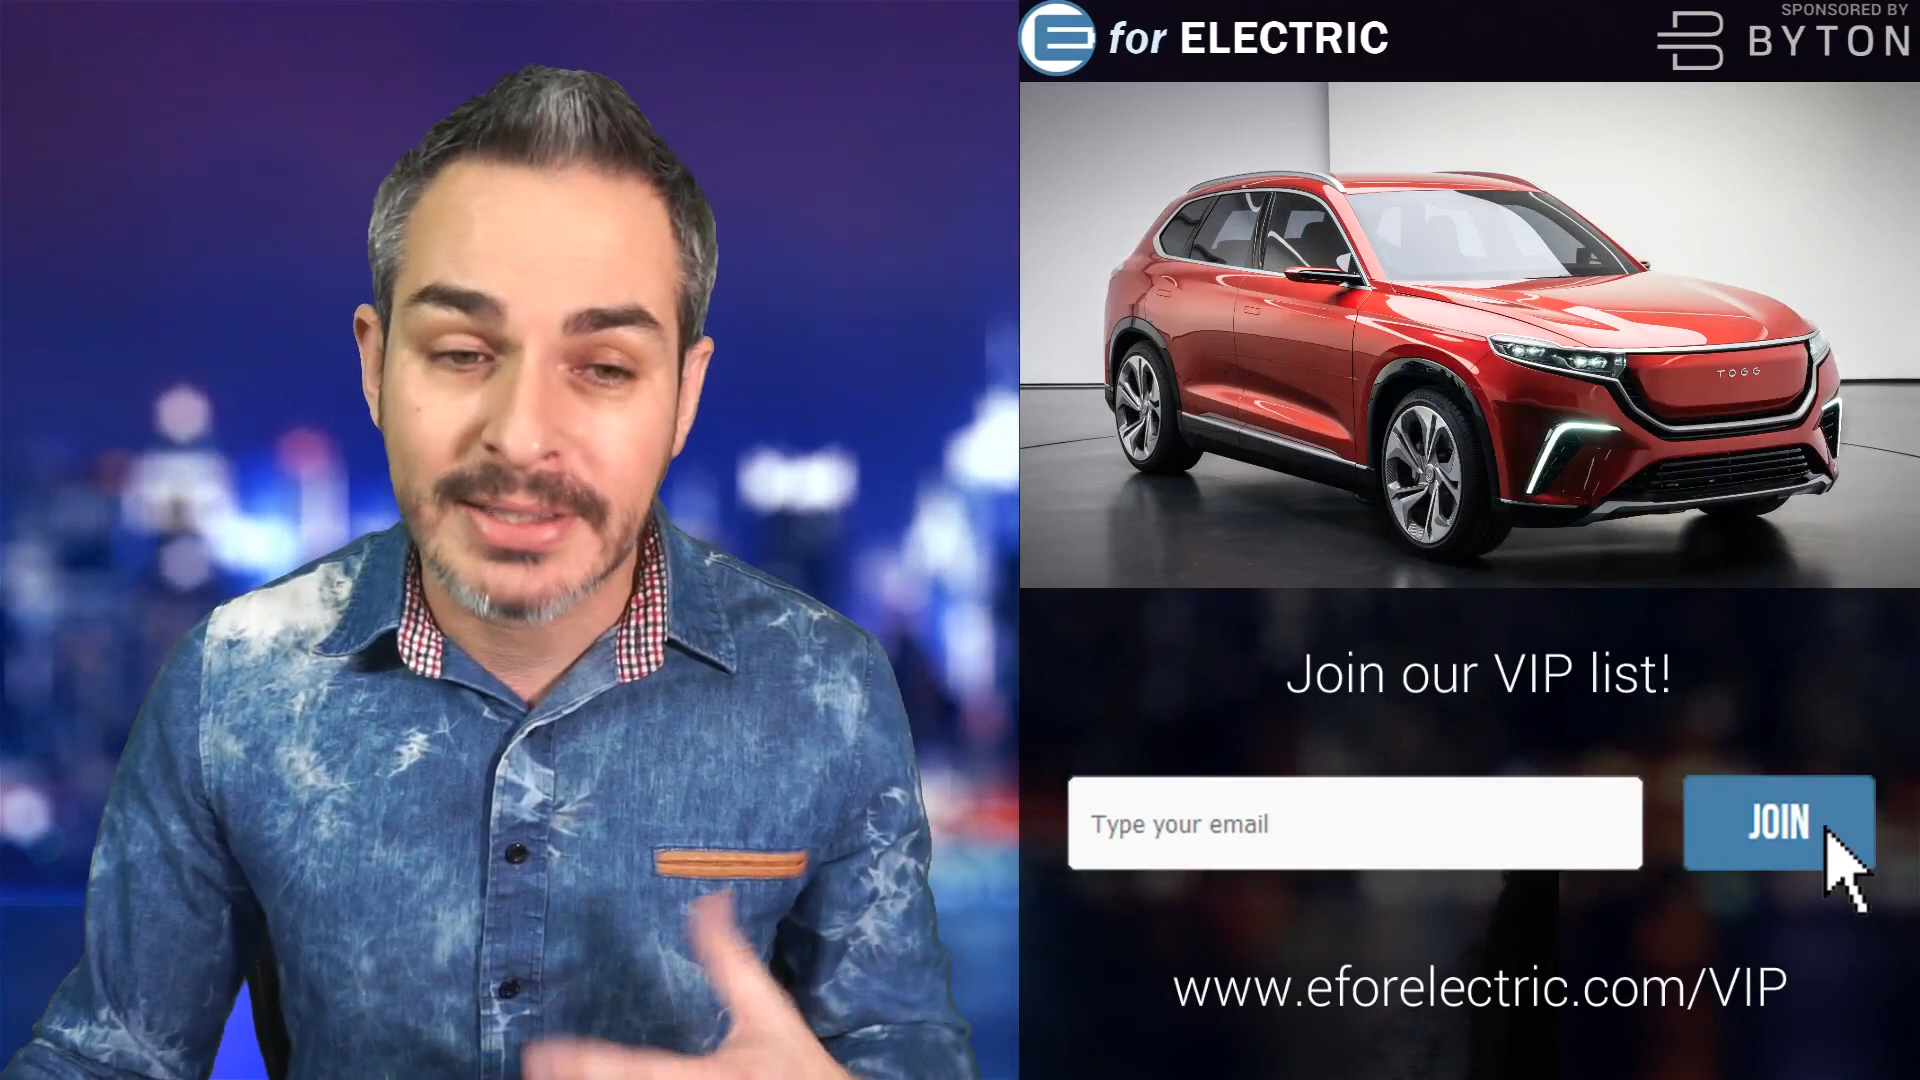 for ELECTRIC
SPONSORED BY
BYTON
TOGG
Join our VIP list!
Type your email
JOIN
www.eforelectric.com/VIP